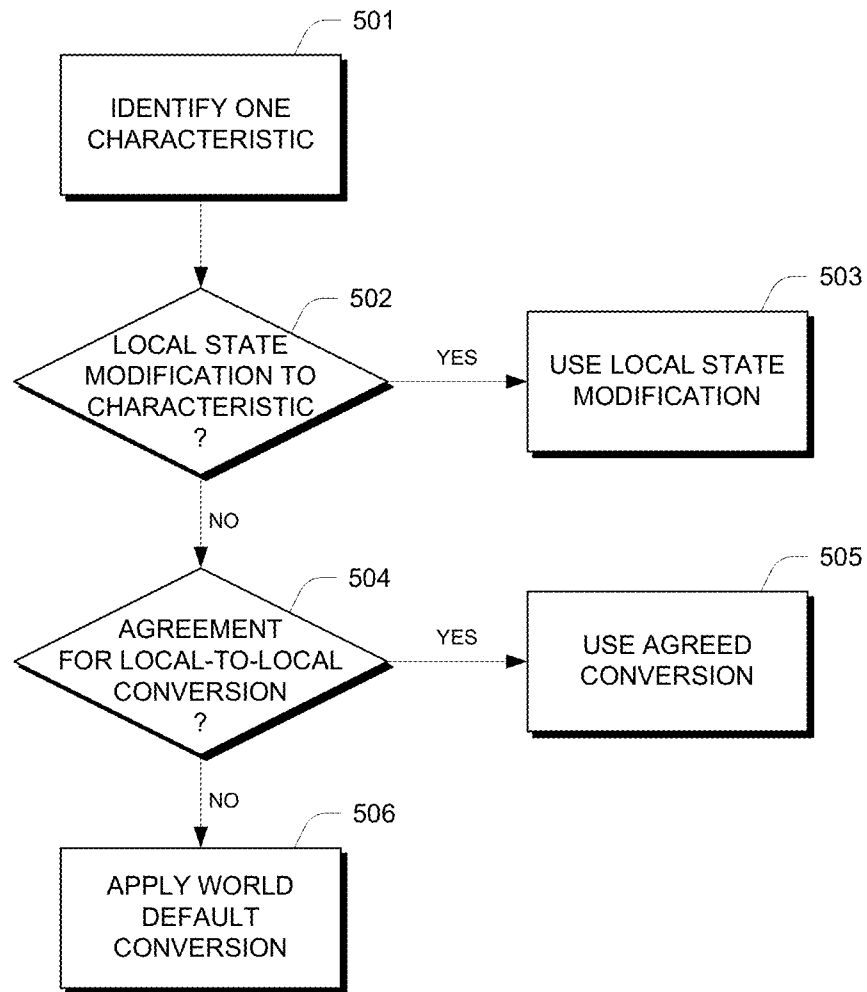 501
IDENTIFY ONE
CHARACTERISTIC
502
LOCAL STATE
MODIFICATION TO
CHARACTERISTIC
?
YES
503
USE LOCAL STATE
MODIFICATION
NO
504
AGREEMENT
FOR LOCAL-TO-LOCAL
CONVERSION
?
YES
505
USE AGREED
CONVERSION
NO
506
APPLY WORLD
DEFAULT
CONVERSION